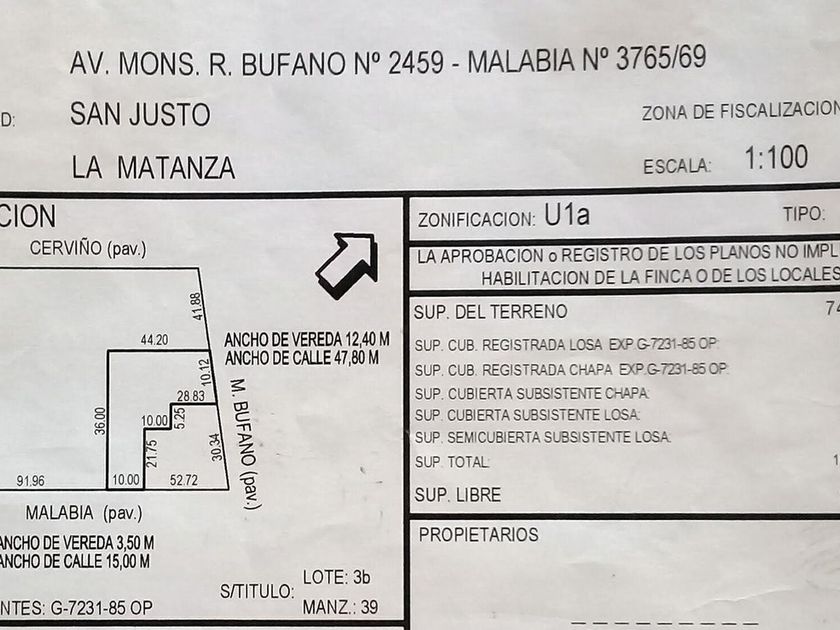 AV. MONS. R. BUFANO Nº 2459 - MALABIA Nº 3765/69
D: SAN JUSTO
ZONA DE FISCALIZACION
LA MATANZA
ESCALA: 1:100
CION
CERVIÑO (pav.)
41.88
44.20
ANCHO DE VEREDA 12,40 M
ANCHO DE CALLE 47,80 M
10.12
28.83
36.00
10.00
5.25
21.75
30.34
M. BUFANO (pav.)
91.96
10.00
52.72
MALABIA (pav.)
ANCHO DE VEREDA 3,50 M
ANCHO DE CALLE 15,00 M
S/TITULO: LOTE: 3b
MANZ.: 39
NTES: G-7231-85 OP
ZONIFICACION: U1a
TIPO:
LA APROBACION o REGISTRO DE LOS PLANOS NO IMPL
HABILITACION DE LA FINCA O DE LOS LOCALES
SUP. DEL TERRENO 74
SUP. CUB. REGISTRADA LOSA EXP.G-7231-85 OP:
SUP. CUB. REGISTRADA CHAPA EXP.G-7231-85 OP:
SUP. CUBIERTA SUBSISTENTE CHAPA:
SUP. CUBIERTA SUBSISTENTE LOSA:
SUP. SEMICUBIERTA SUBSISTENTE LOSA:
SUP. TOTAL: 1
SUP. LIBRE
PROPIETARIOS